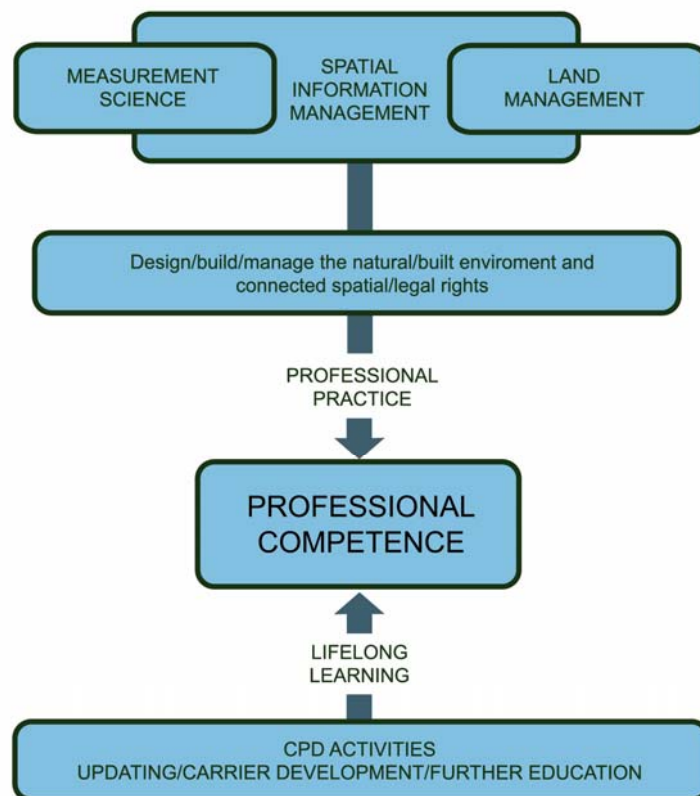 MEASUREMENT
SCIENCE
SPATIAL
INFORMATION
MANAGEMENT
LAND
MANAGEMENT
Design/build/manage the natural/built enviroment and
connected spatial/legal rights
PROFESSIONAL
PRACTICE
PROFESSIONAL
COMPETENCE
LIFELONG
LEARNING
CPD ACTIVITIES
UPDATING/CARRIER DEVELOPMENT/FURTHER EDUCATION